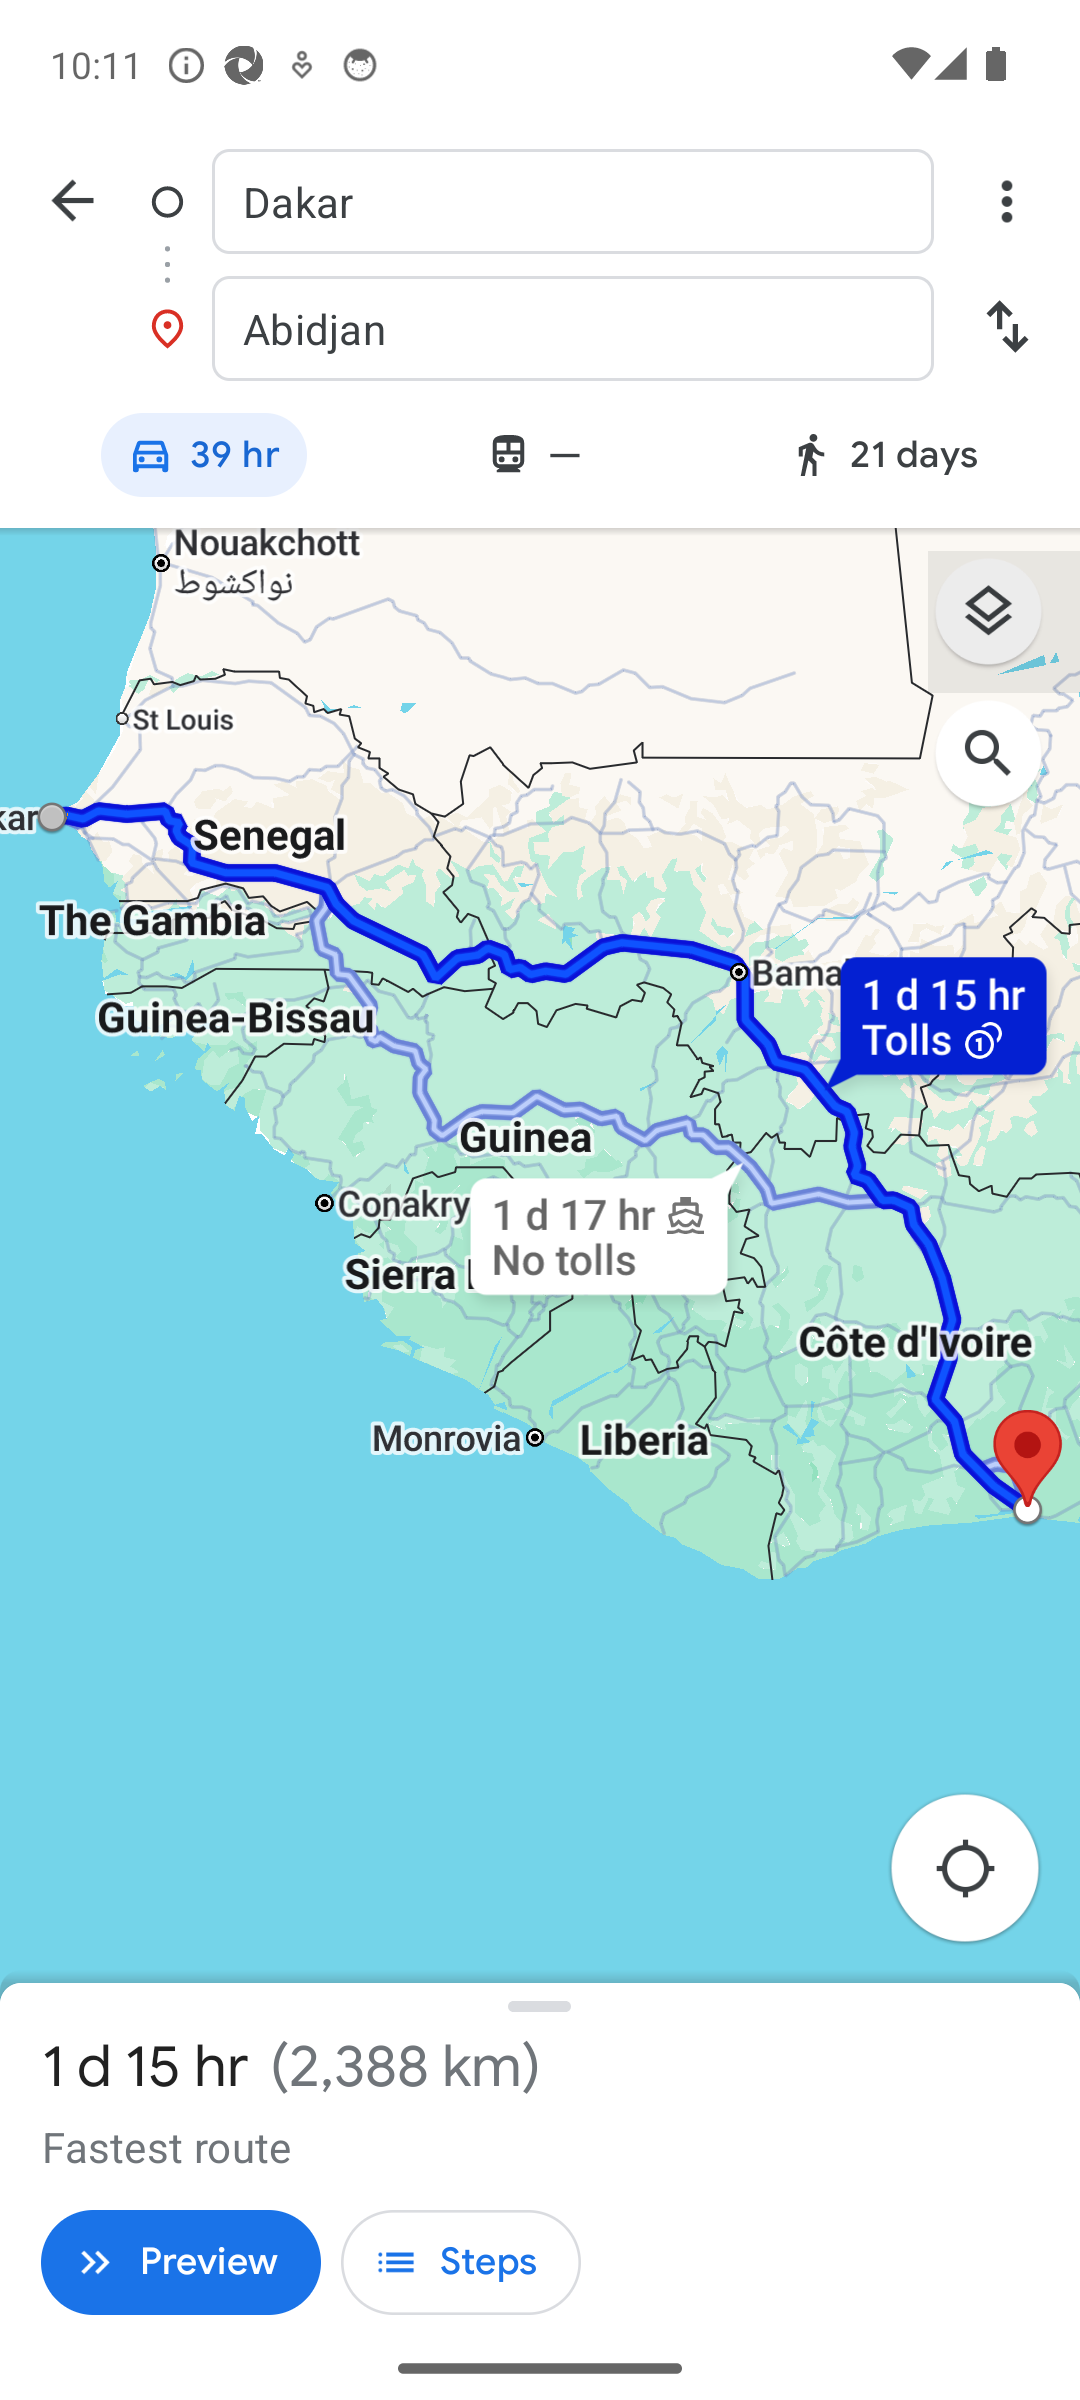 10:11
Dakar
Abidjan
39 hr
—
21 days
Nouakchott
نواكشوط
St Louis
kar
Senegal
The Gambia
Bama
1 d 15 hr
Tolls
Guinea-Bissau
Guinea
Conakry
1 d 17 hr
No tolls
Sierra
Côte d'Ivoire
Monrovia
Liberia
1 d 15 hr (2,388 km)
Fastest route
Preview
Steps